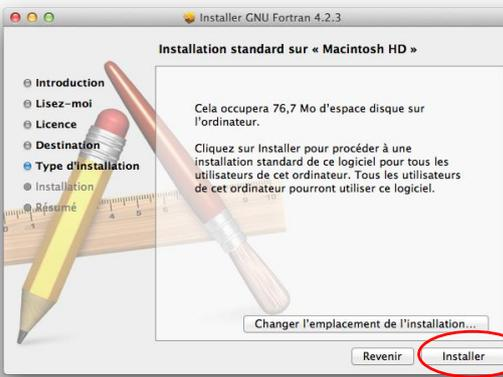 Installer GNU Fortran 4.2.3
Installation standard sur « Macintosh HD »
Introduction
Lisez-moi
Licence
Destination
Type d'installation
Installation
Résumé
Cela occupera 76,7 Mo d'espace disque sur
l'ordinateur.
Cliquez sur Installer pour procéder à une
installation standard de ce logiciel pour tous les
utilisateurs de cet ordinateur. Tous les utilisateurs
de cet ordinateur pourront utiliser ce logiciel.
Changer l'emplacement de l'installation...
Revenir
Installer